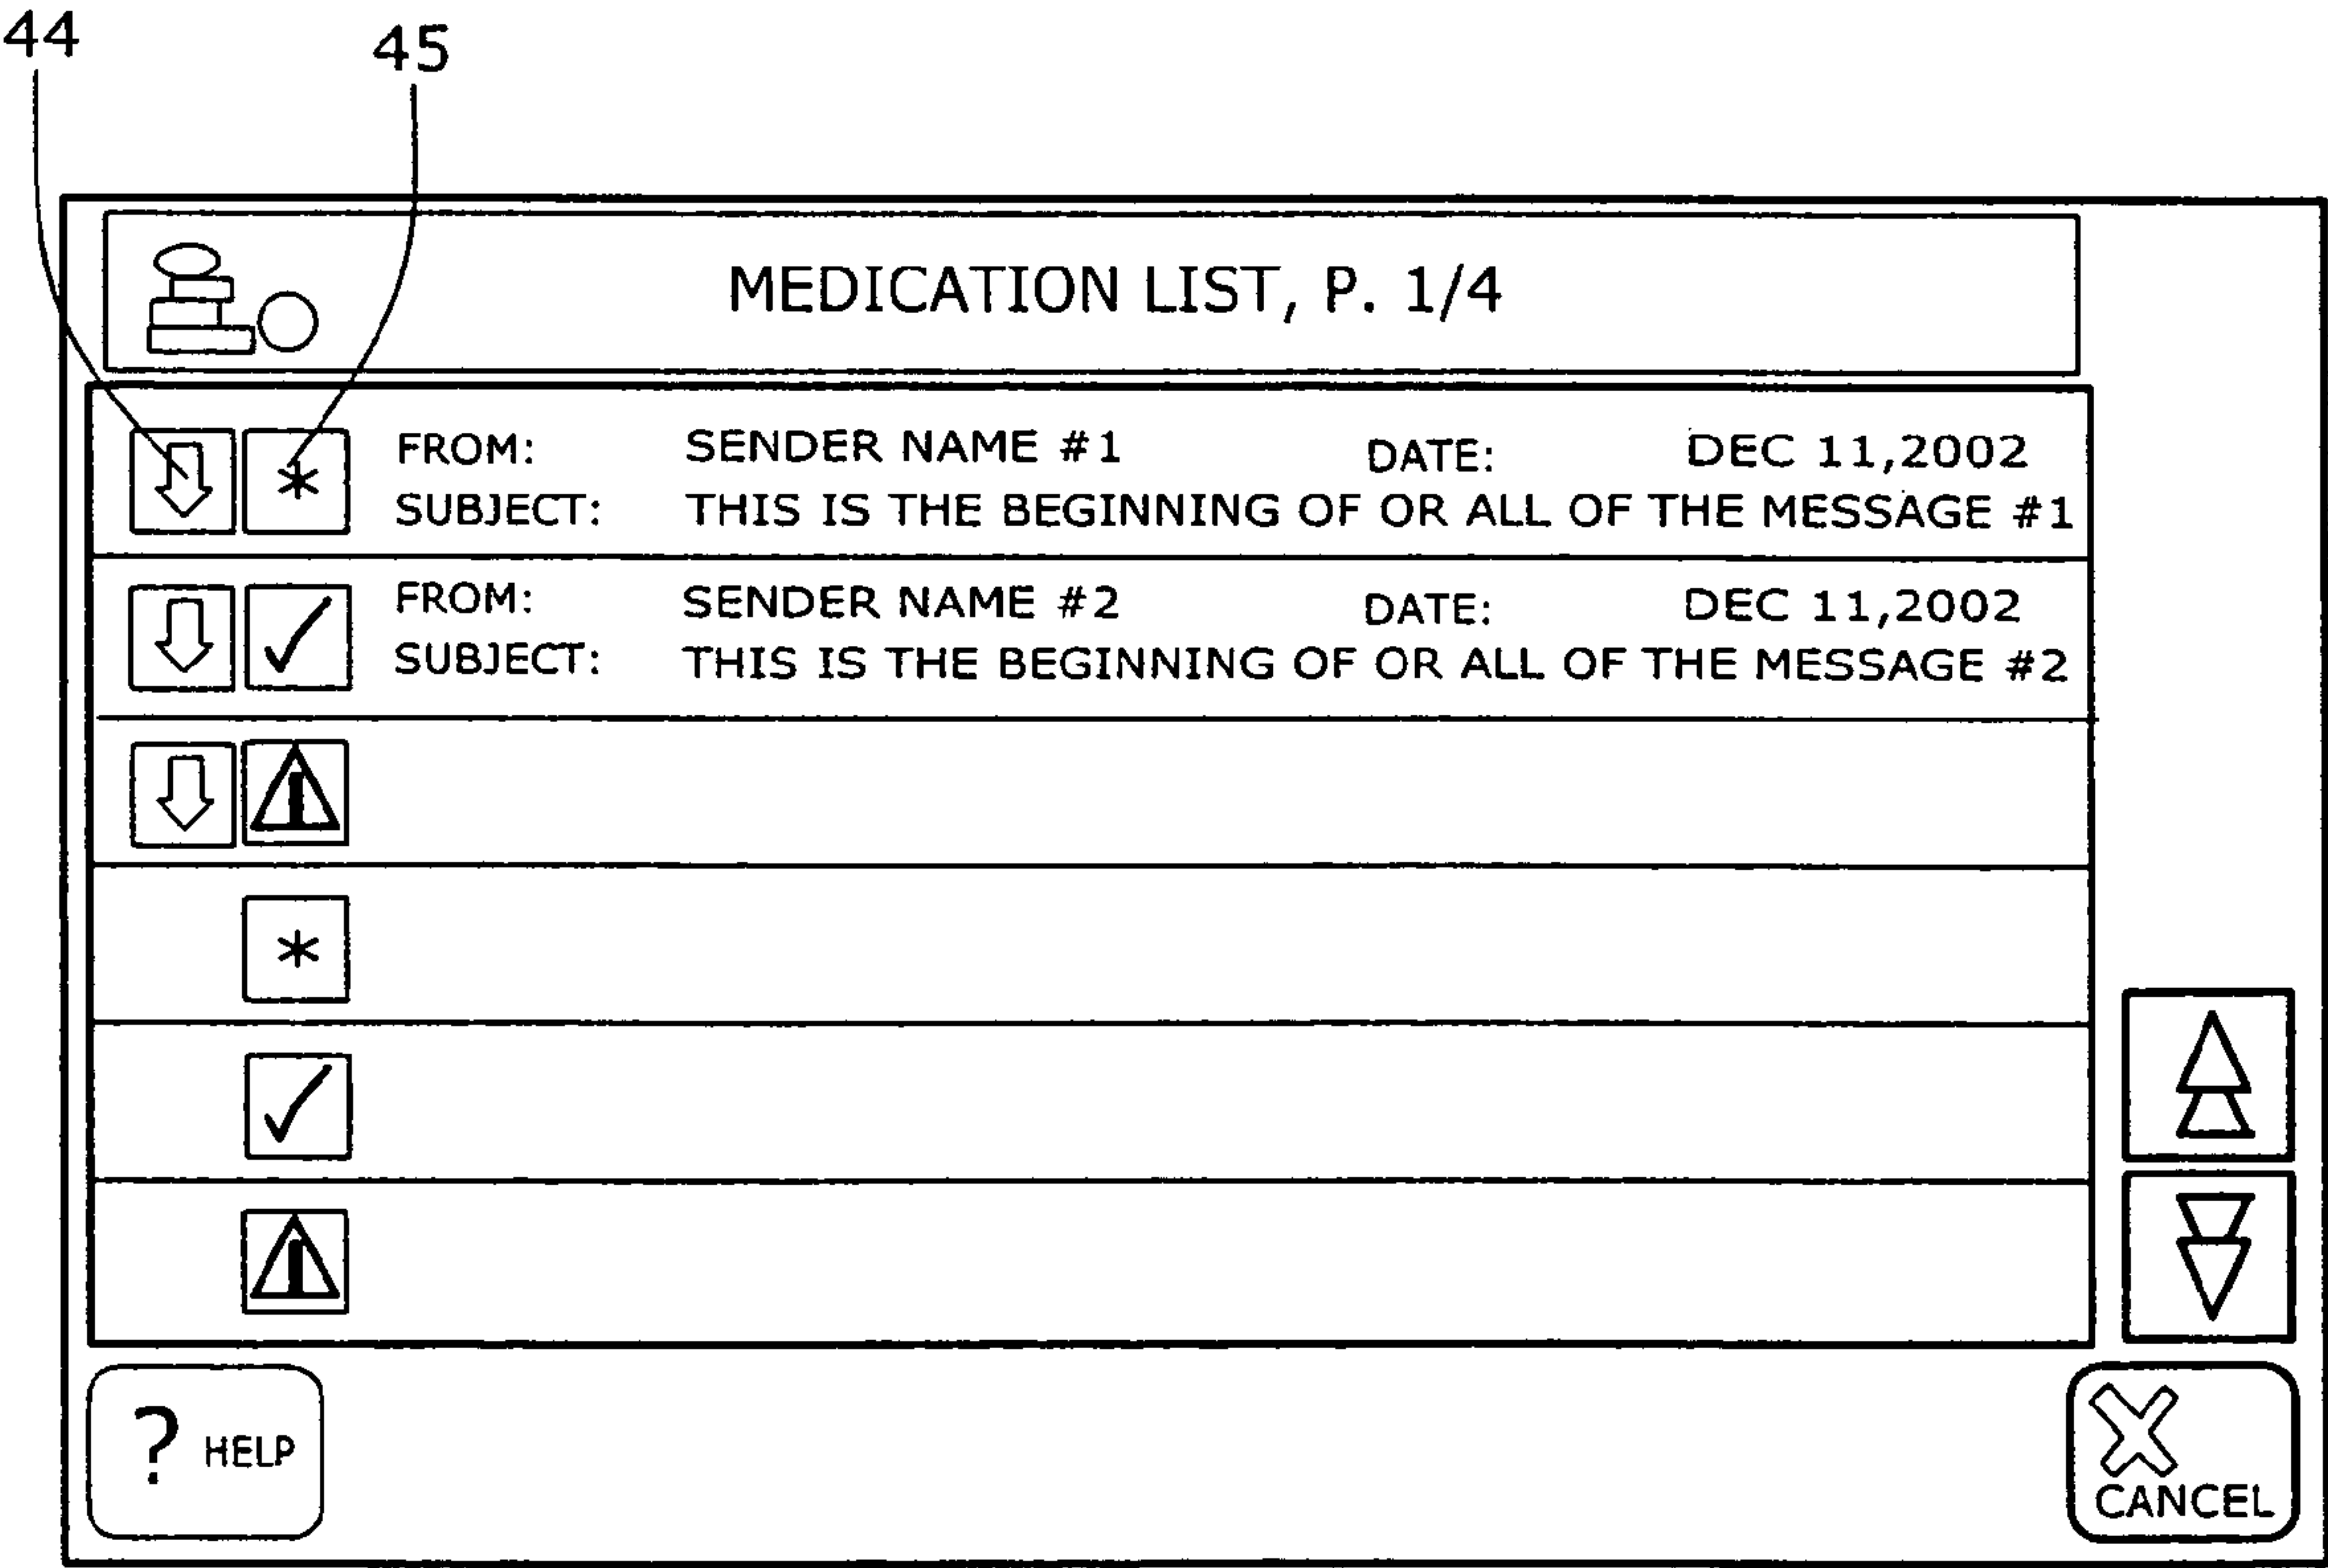 44
45
MEDICATION LIST, P. 1/4
* FROM: SENDER NAME #1 DATE: DEC 11,2002
SUBJECT: THIS IS THE BEGINNING OF OR ALL OF THE MESSAGE #1
FROM: SENDER NAME #2 DATE: DEC 11,2002
SUBJECT: THIS IS THE BEGINNING OF OR ALL OF THE MESSAGE #2
*
? HELP
CANCEL